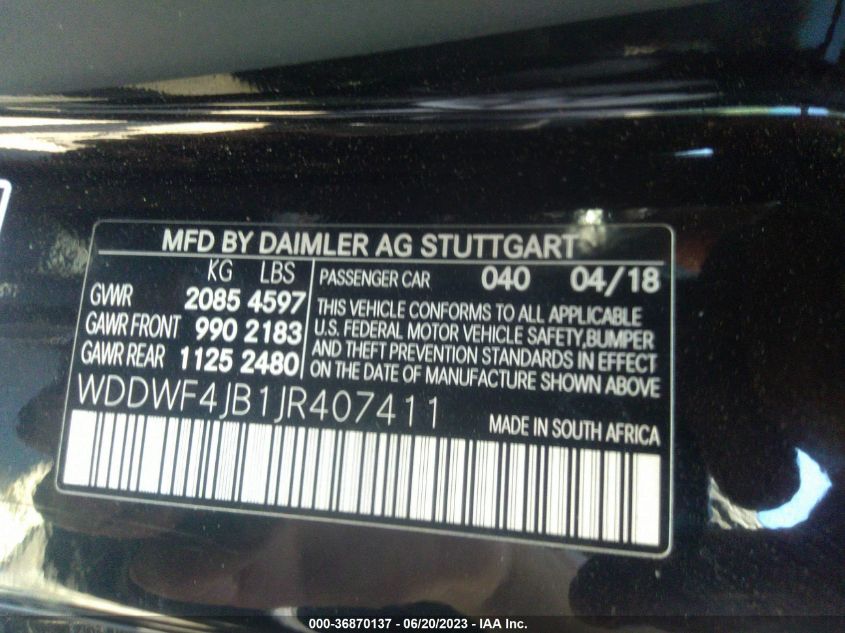 MFD BY DAIMLER AG STUTTGART
KG LBS
GVWR 2085 4597
GAWR FRONT 990 2183
GAWR REAR 1125 2480
PASSENGER CAR 040 04/18
THIS VEHICLE CONFORMS TO ALL APPLICABLE
U.S. FEDERAL MOTOR VEHICLE SAFETY,BUMPER
AND THEFT PREVENTION STANDARDS IN EFFECT
ON THE DATE OF MANUFACTURE SHOWN ABOVE
WDDWF4JB1JR407411
MADE IN SOUTH AFRICA
000-36870137 - 06/20/2023 - IAA Inc.